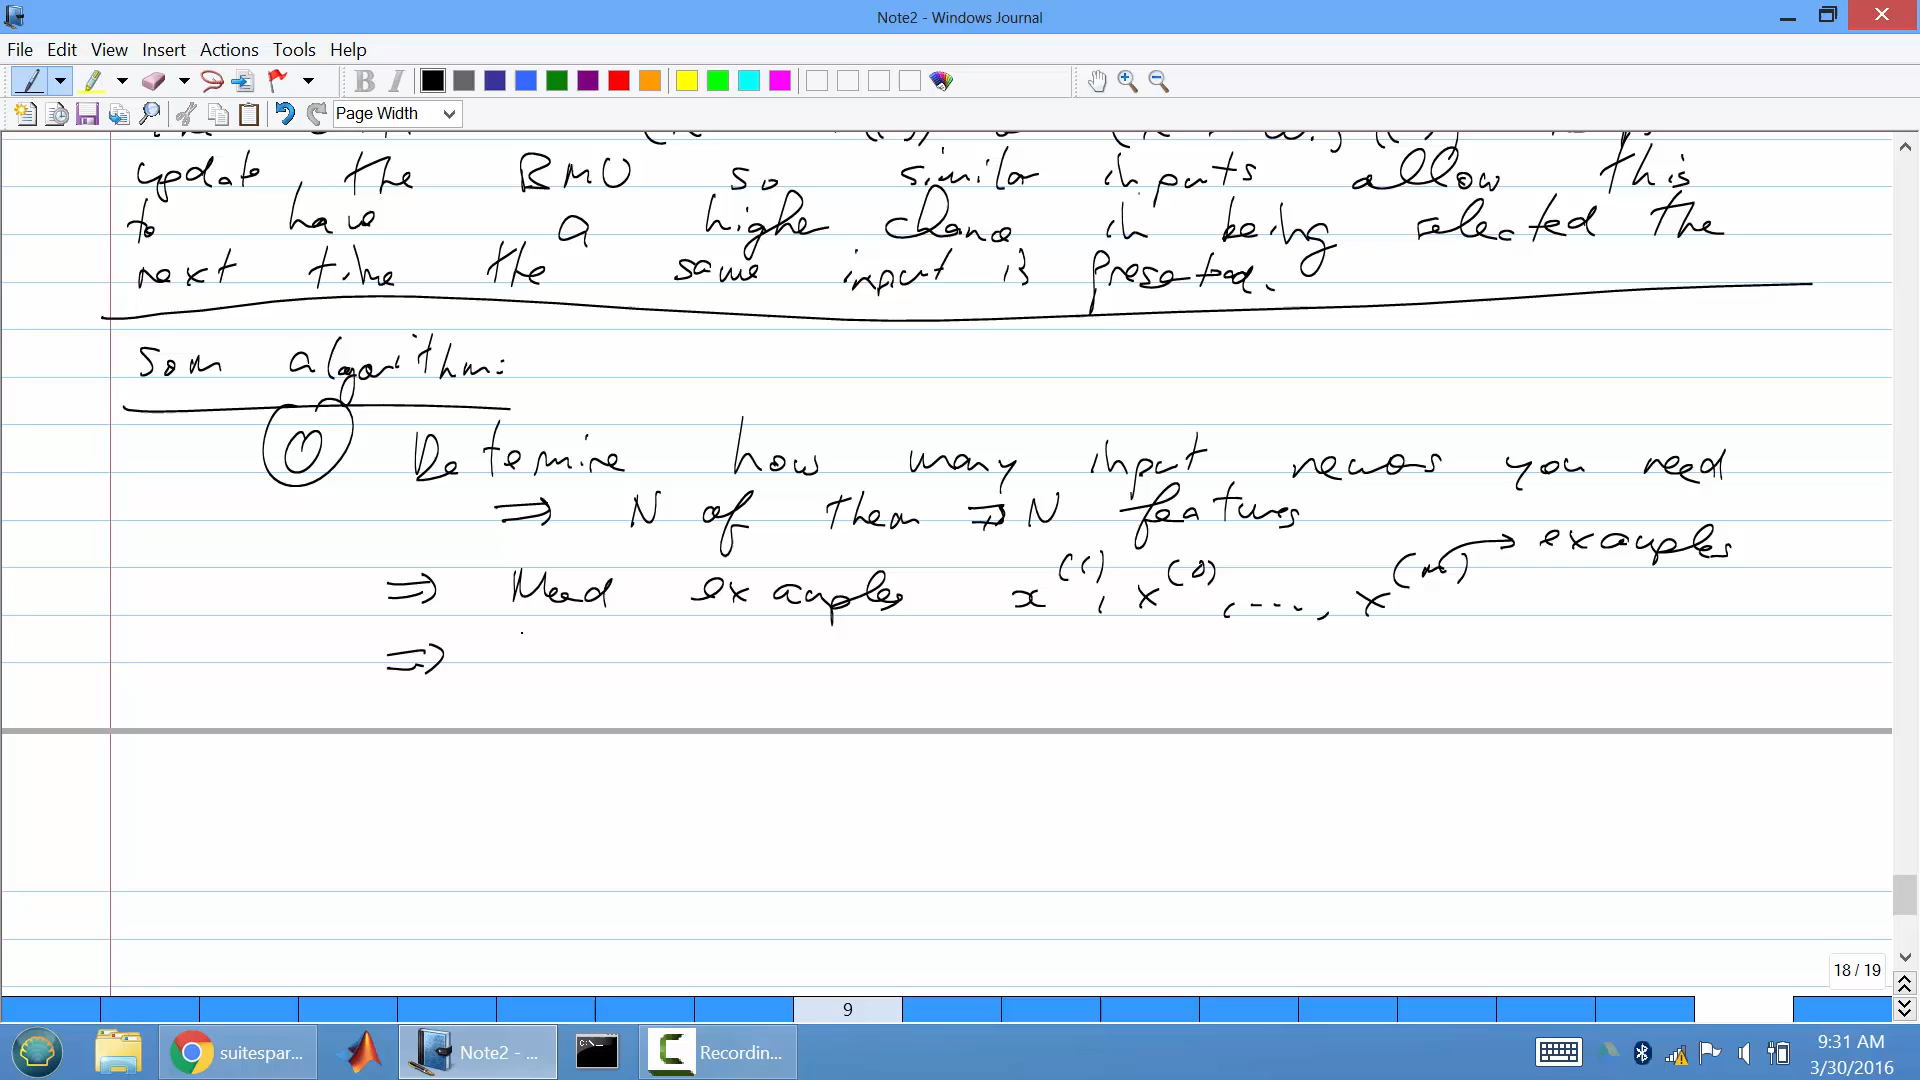 Note2 - Windows Journal
File Edit View Insert Actions Tools Help
B I
Page Width
update, the BMU so similar inputs allow this
to have a higher chance in being selected the
next time the same input is presented.
SOM algorithm:
0 Determine how many input neurons you need
⇒ N of them ⇒ N features
⇒ Need examples x^(1), x^(2), ...., x^(m) → examples
⇒
18 / 19
9
suitespar...
Note2 - ...
C:\_
Recordin...
9:31 AM
3/30/2016